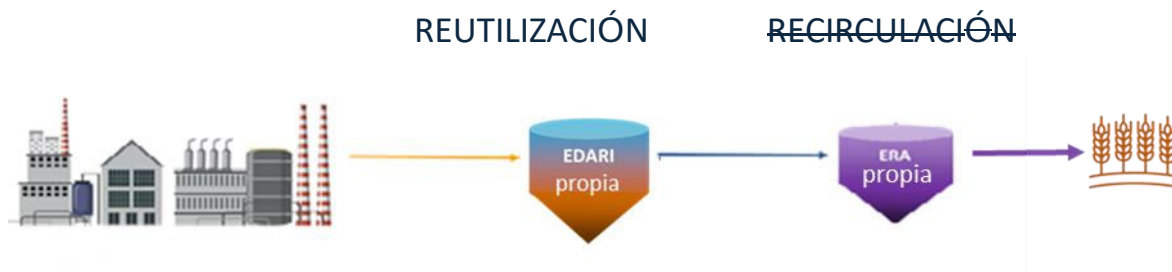 REUTILIZACIÓN RECIRCULACIÓN
EDARI
propia
ERA
propia